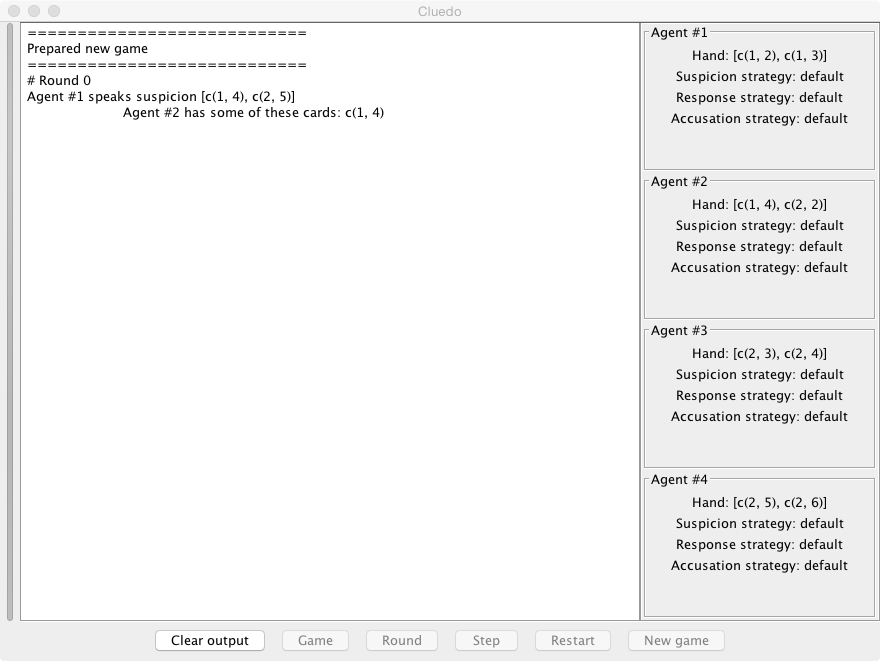 Cluedo
============================
Prepared new game
============================
# Round 0
Agent #1 speaks suspicion [c(1, 4), c(2, 5)]
Agent #2 has some of these cards: c(1, 4)
Agent #1
Hand: [c(1, 2), c(1, 3)]
Suspicion strategy: default
Response strategy: default
Accusation strategy: default
Agent #2
Hand: [c(1, 4), c(2, 2)]
Suspicion strategy: default
Response strategy: default
Accusation strategy: default
Agent #3
Hand: [c(2, 3), c(2, 4)]
Suspicion strategy: default
Response strategy: default
Accusation strategy: default
Agent #4
Hand: [c(2, 5), c(2, 6)]
Suspicion strategy: default
Response strategy: default
Accusation strategy: default
Clear output Game Round Step Restart New game